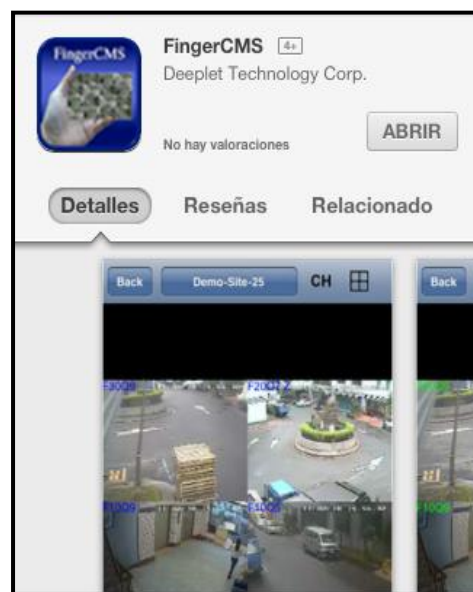 FingerCMS
FingerCMS 4+
Deeplet Technology Corp.
No hay valoraciones
ABRIR
Detalles
Reseñas
Relacionado
Back
Demo-Site-25
CH
Back